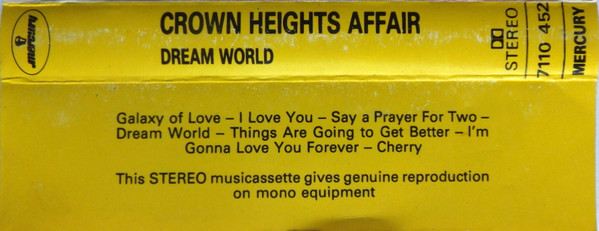 mercury
CROWN HEIGHTS AFFAIR
DREAM WORLD
STEREO
7110 452
MERCURY
Galaxy of Love – I Love You – Say a Prayer For Two –
Dream World – Things Are Going to Get Better – I'm
Gonna Love You Forever – Cherry
This STEREO musicassette gives genuine reproduction
on mono equipment